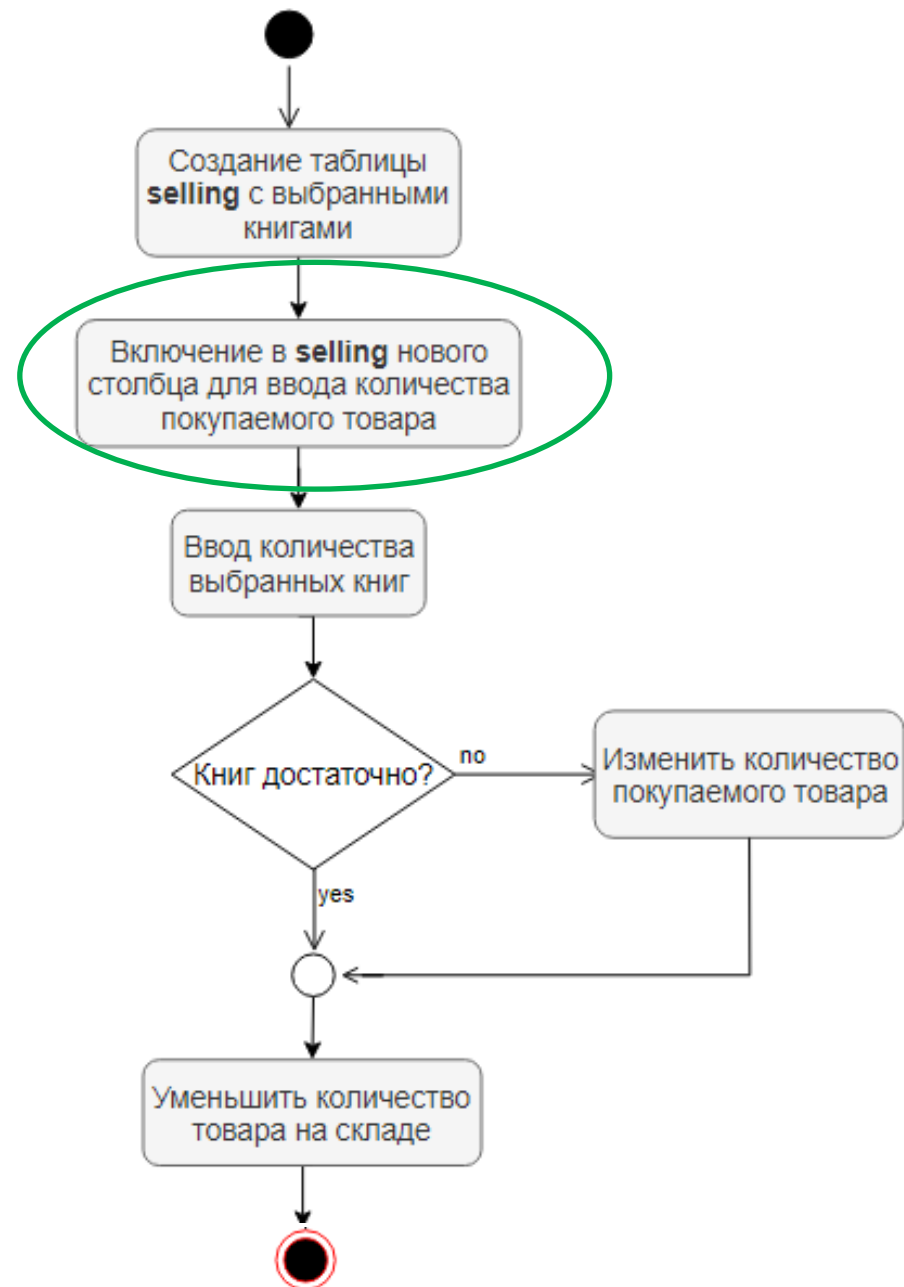 Создание таблицы
selling с выбранными
книгами
Включение в selling нового
столбца для ввода количества
покупаемого товара
Ввод количества
выбранных книг
Книг достаточно?
no
Изменить количество
покупаемого товара
yes
Уменьшить количество
товара на складе